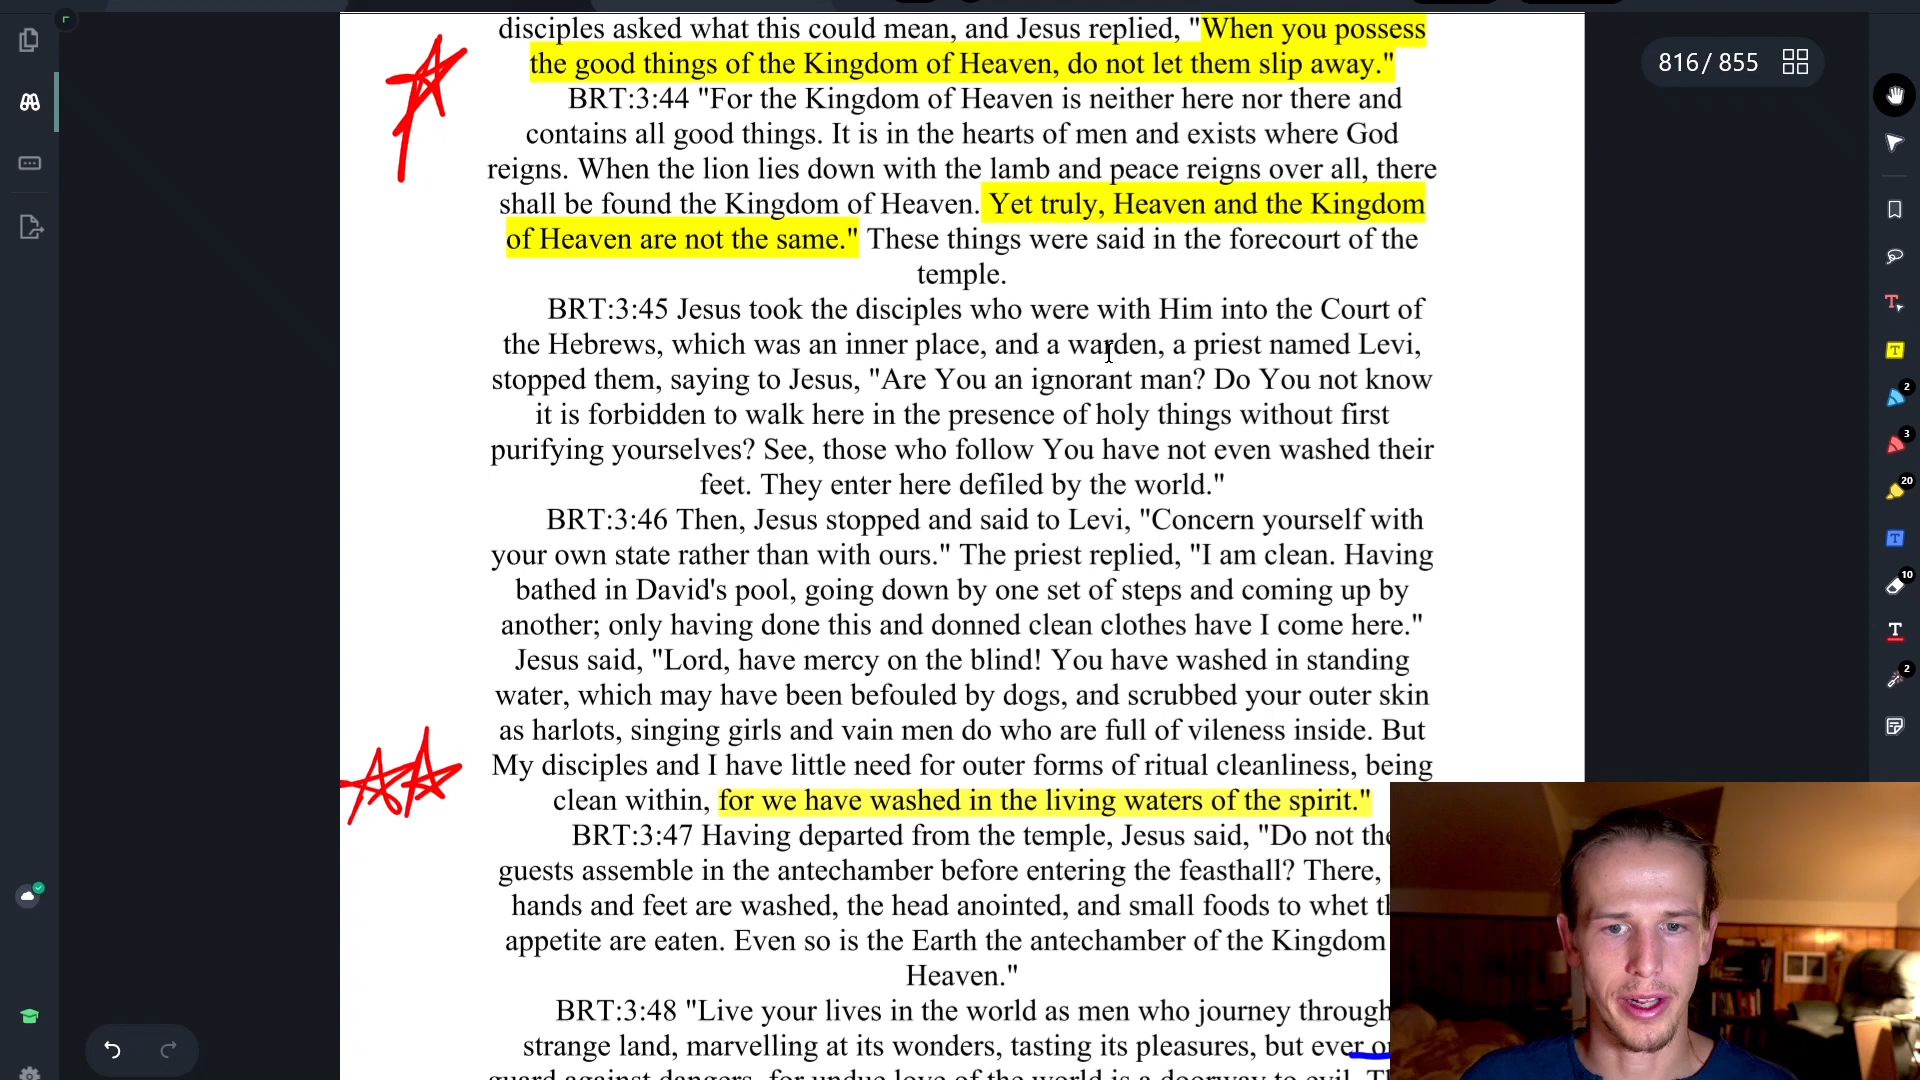 816/ 855
disciples asked what this could mean, and Jesus replied, "When you possess
the good things of the Kingdom of Heaven, do not let them slip away."
BRT:3:44 "For the Kingdom of Heaven is neither here nor there and
contains all good things. It is in the hearts of men and exists where God
reigns. When the lion lies down with the lamb and peace reigns over all, there
shall be found the Kingdom of Heaven. Yet truly, Heaven and the Kingdom
of Heaven are not the same." These things were said in the forecourt of the
temple.
BRT:3:45 Jesus took the disciples who were with Him into the Court of
the Hebrews, which was an inner place, and a warden, a priest named Levi,
stopped them, saying to Jesus, "Are You an ignorant man? Do You not know
it is forbidden to walk here in the presence of holy things without first
purifying yourselves? See, those who follow You have not even washed their
feet. They enter here defiled by the world."
BRT:3:46 Then, Jesus stopped and said to Levi, "Concern yourself with
your own state rather than with ours." The priest replied, "I am clean. Having
bathed in David's pool, going down by one set of steps and coming up by
another; only having done this and donned clean clothes have I come here."
Jesus said, "Lord, have mercy on the blind! You have washed in standing
water, which may have been befouled by dogs, and scrubbed your outer skin
as harlots, singing girls and vain men do who are full of vileness inside. But
My disciples and I have little need for outer forms of ritual cleanliness, being
clean within, for we have washed in the living waters of the spirit."
BRT:3:47 Having departed from the temple, Jesus said, "Do not
guests assemble in the antechamber before entering the feasthall? There,
hands and feet are washed, the head anointed, and small foods to whet
appetite are eaten. Even so is the Earth the antechamber of the Kingdom
Heaven."
BRT:3:48 "Live your lives in the world as men who journey through
strange land, marvelling at its wonders, tasting its pleasures, but ever
guard against dangers, for undue love of the world is a doorway to evil.
2
3
20
10
2
T
T
T
T